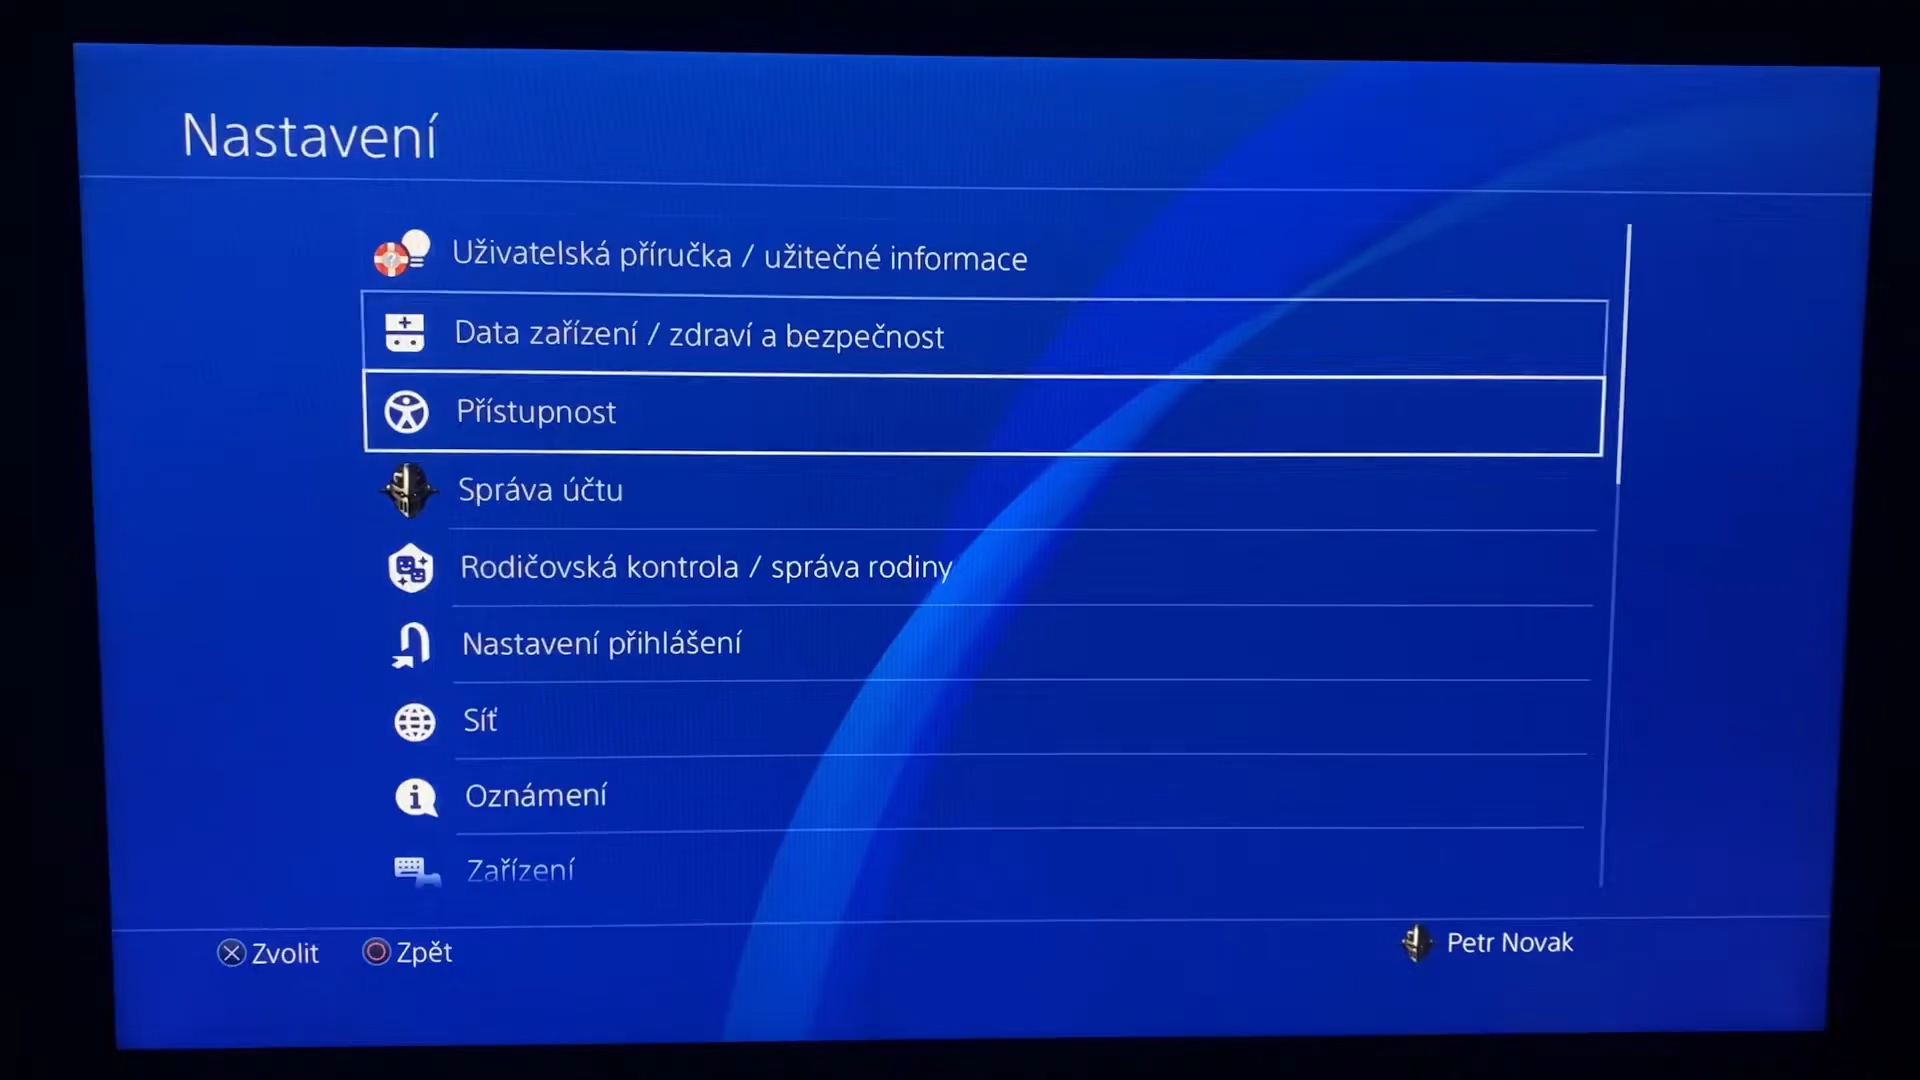 Nastavení
Uživatelská příručka / užitečné informace
Data zařízení / zdraví a bezpečnost
Přístupnost
Správa účtu
Rodičovská kontrola / správa rodiny
Nastavení přihlášení
Síť
Oznámení
Zařízení
Zvolit Zpět Petr Novak